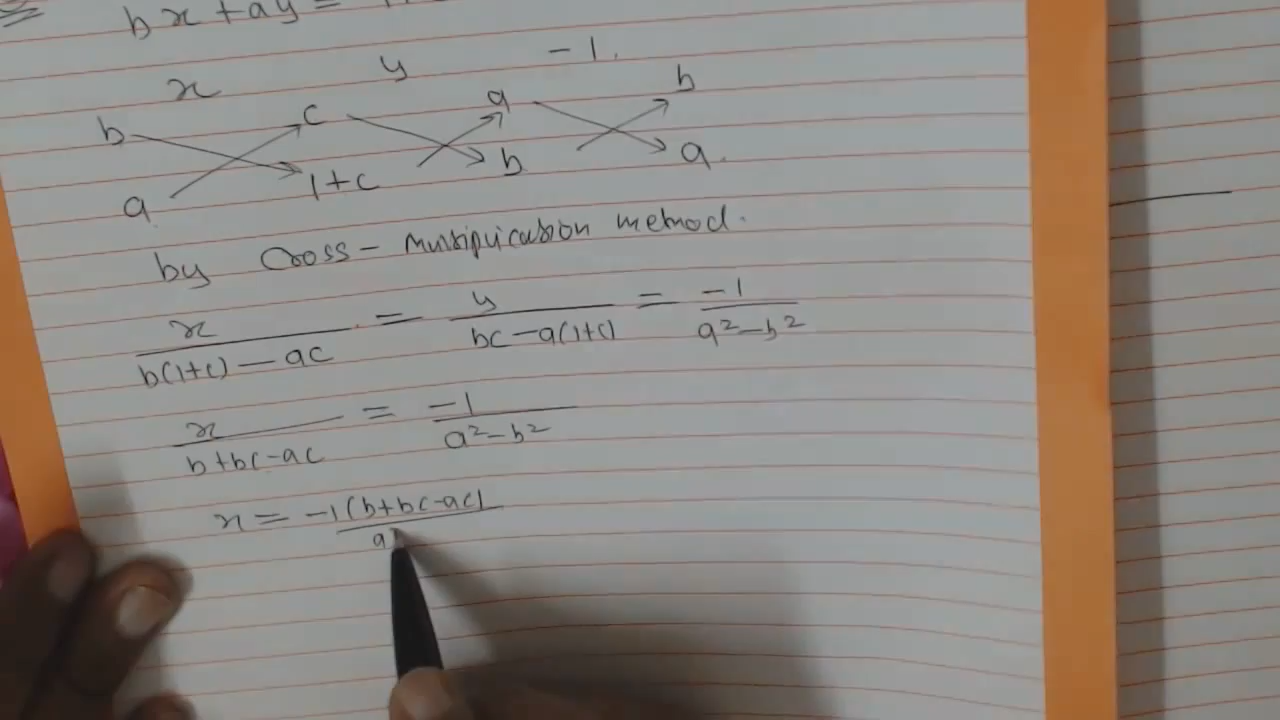 bx + ay =
x y -1.
b c a b
a 1+c b a.
by Cross - Multiplication method.
x/(b(1+c) - ac) = y/(bc - a(1+c)) = -1/(a² - b²)
x/(b+bc-ac) = -1/(a² - b²)
x = -1(b+bc-ac)/a